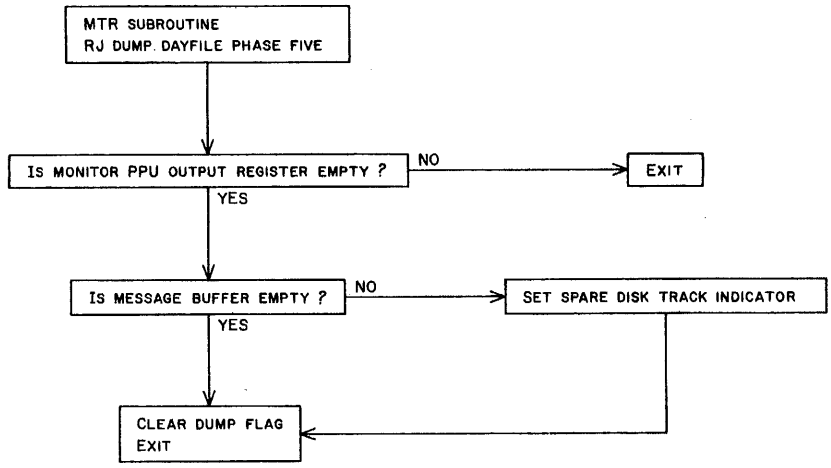 MTR SUBROUTINE
RJ DUMP DAYFILE PHASE FIVE
IS MONITOR PPU OUTPUT REGISTER EMPTY ?
NO
EXIT
YES
IS MESSAGE BUFFER EMPTY ?
NO
SET SPARE DISK TRACK INDICATOR
YES
CLEAR DUMP FLAG
EXIT